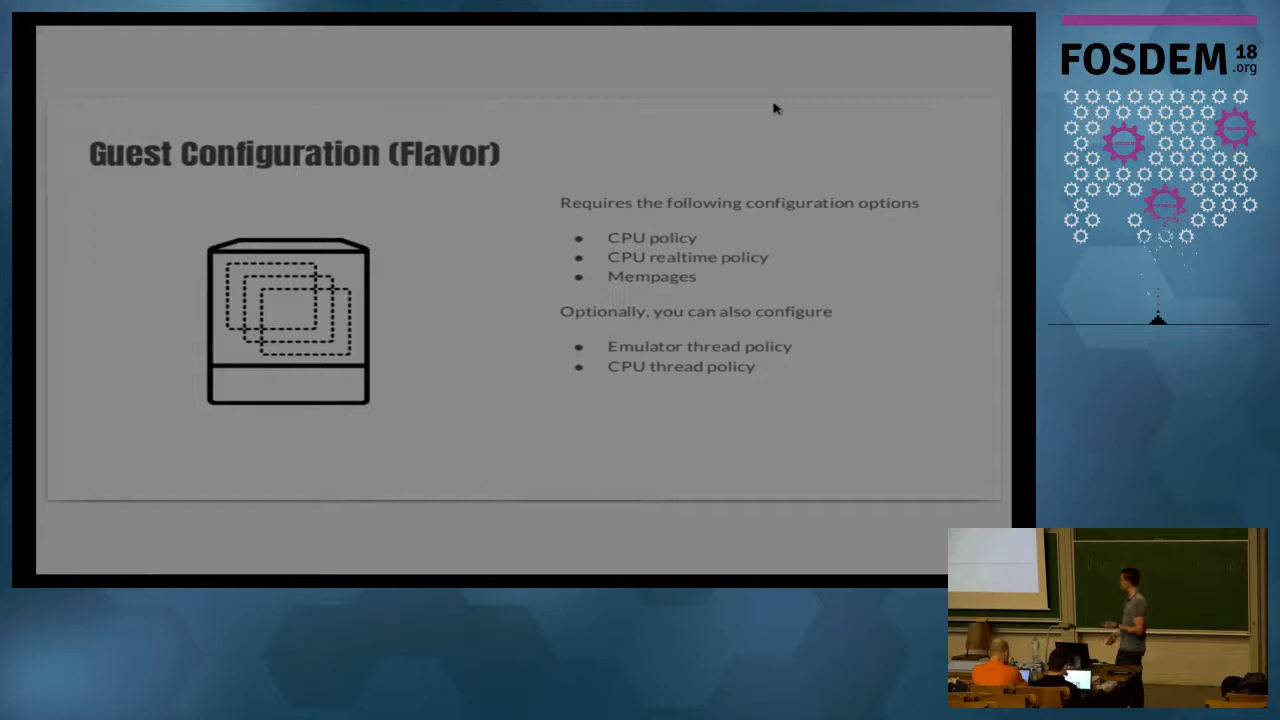 Guest Configuration (Flavor)
Requires the following configuration options
● CPU policy
● CPU realtime policy
● Mempages
Optionally, you can also configure
● Emulator thread policy
● CPU thread policy
FOSDEM 18
.org